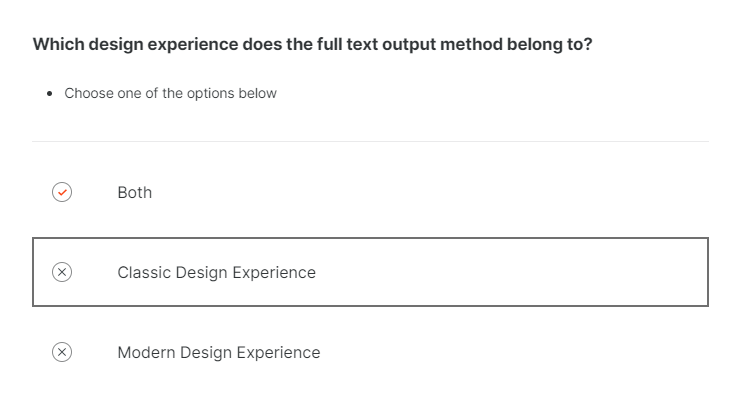 Which design experience does the full text output method belong to?
• Choose one of the options below
Both
Classic Design Experience
Modern Design Experience